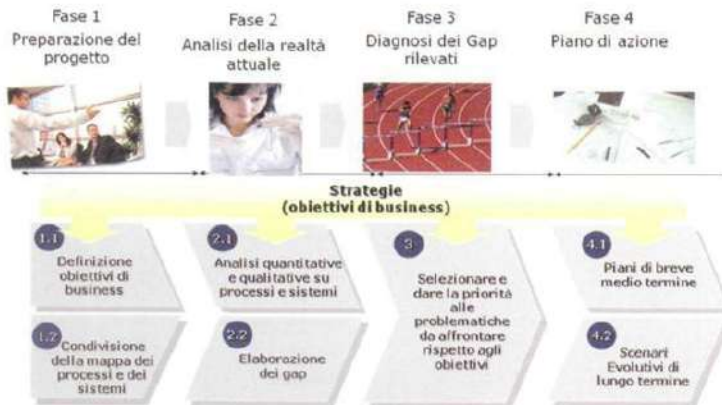 Fase 1
Preparazione del
progetto
Fase 2
Analisi della realtà
attuale
Fase 3
Diagnosi dei Gap
rilevati
Fase 4
Piano di azione
Strategie
(obiettivi di business)
1.1
Definizione
obiettivi di
business
1.2
Condivisione
della mappa dei
processi e dei
sistemi
2.1
Analisi quantitative
e qualitative su
processi e sistemi
2.2
Elaborazione
dei gap
3
Selezionare e
dare la priorità
alle
problematiche
da affrontare
rispetto agli
obiettivi
4.1
Piani di breve
medio termine
4.2
Scenari
Evolutivi di
lungo termine